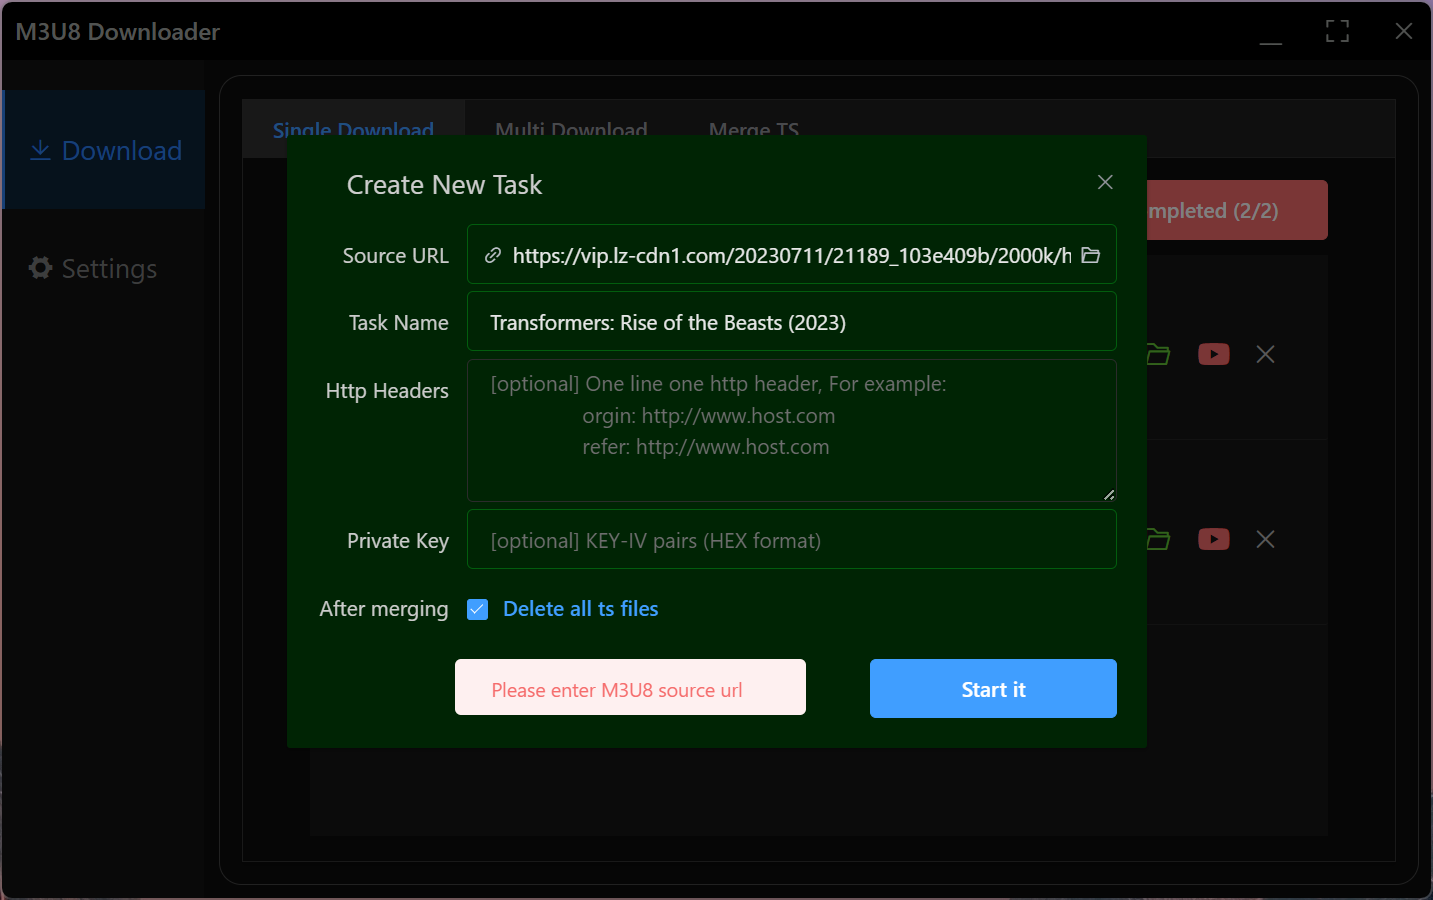 M3U8 Downloader
Download
Settings
Single Download
Multi Download
Merge TS
mpleted (2/2)
Create New Task
Source URL
https://vip.lz-cdn1.com/20230711/21189_103e409b/2000k/h
Task Name
Transformers: Rise of the Beasts (2023)
Http Headers
[optional] One line one http header, For example:
orgin: http://www.host.com
refer: http://www.host.com
Private Key
[optional] KEY-IV pairs (HEX format)
After merging
Delete all ts files
Please enter M3U8 source url
Start it